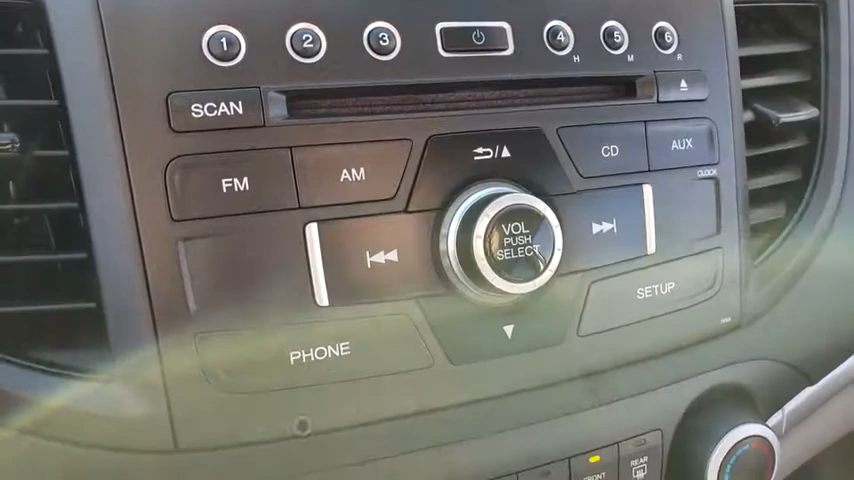 1 2 3 4 5 6
H M R
SCAN
FM AM CD AUX
CLOCK
VOL
PUSH
SELECT
SETUP
PHONE
FRONT
REAR